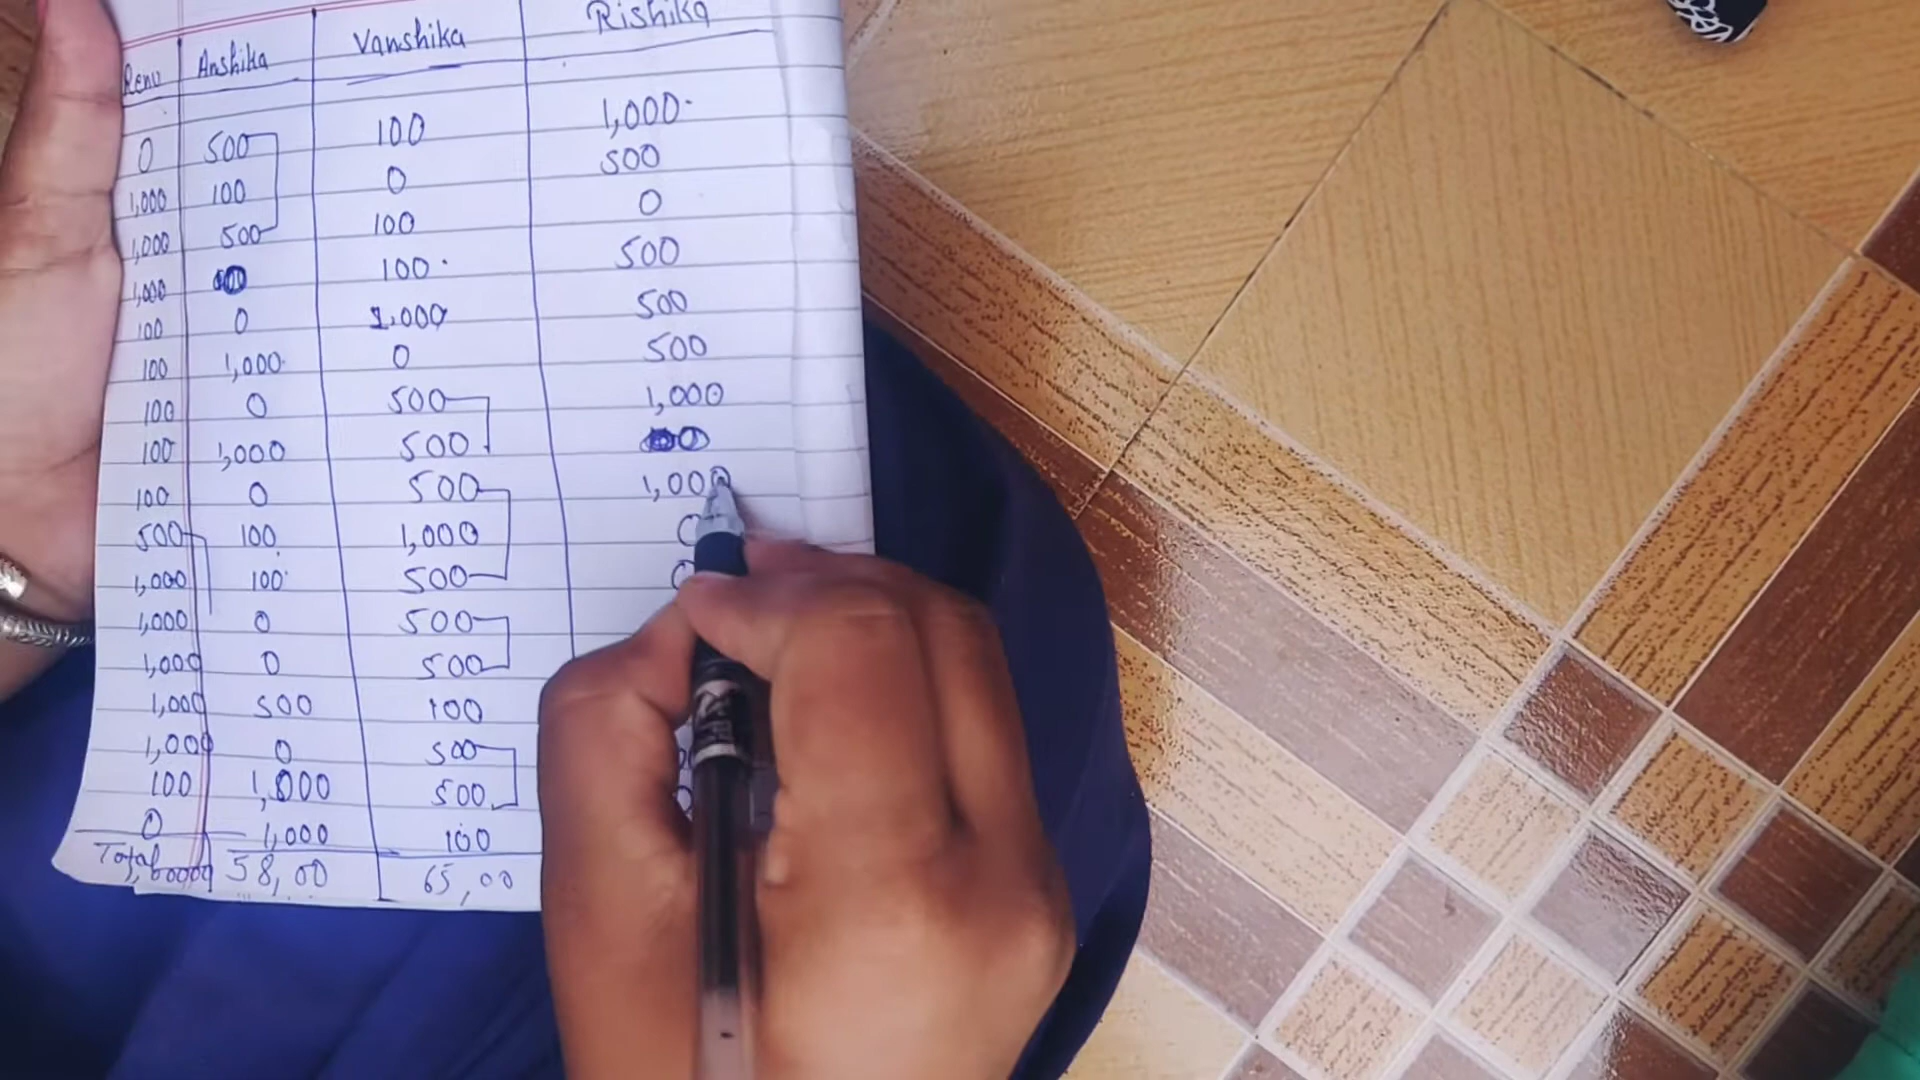 Renu Anshika Vanshika Rishika
0 500 100 1,000
1,000 100 0 500
1,000 500 100 0
1,000 100 500
100 0 1,000 500
100 1,000 0 500
100 0 500 1,000
100 1,000 500
100 0 500 1,000
500 100 1,000 0
1,000 100 500 0
1,000 0 500
1,000 0 500
1,000 500 100
1,000 0 500
100 1,000 500
0 1,000 100
Total 58,00 65,00